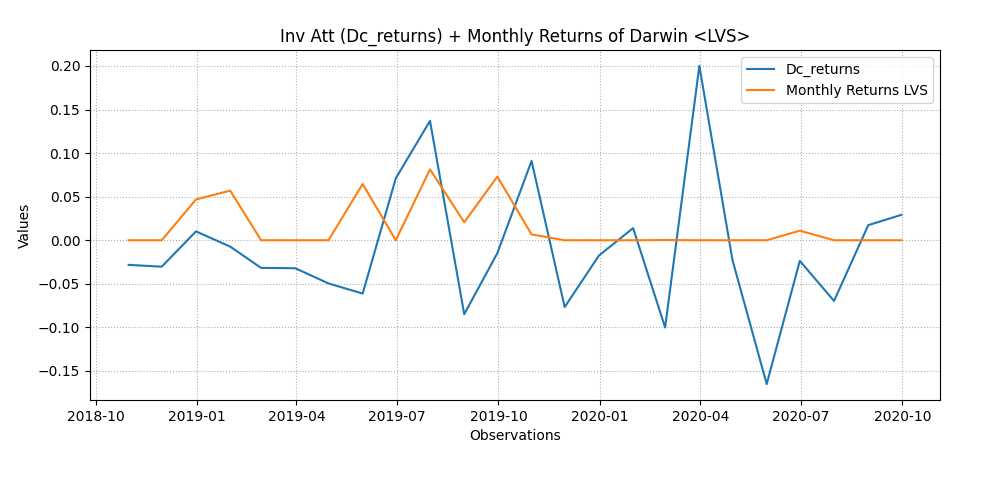 Inv Att (Dc_returns) + Monthly Returns of Darwin <LVS>
Dc_returns
Monthly Returns LVS
Values
0.20
0.15
0.10
0.05
0.00
−0.05
−0.10
−0.15
2018-10 2019-01 2019-04 2019-07 2019-10 2020-01 2020-04 2020-07 2020-10
Observations